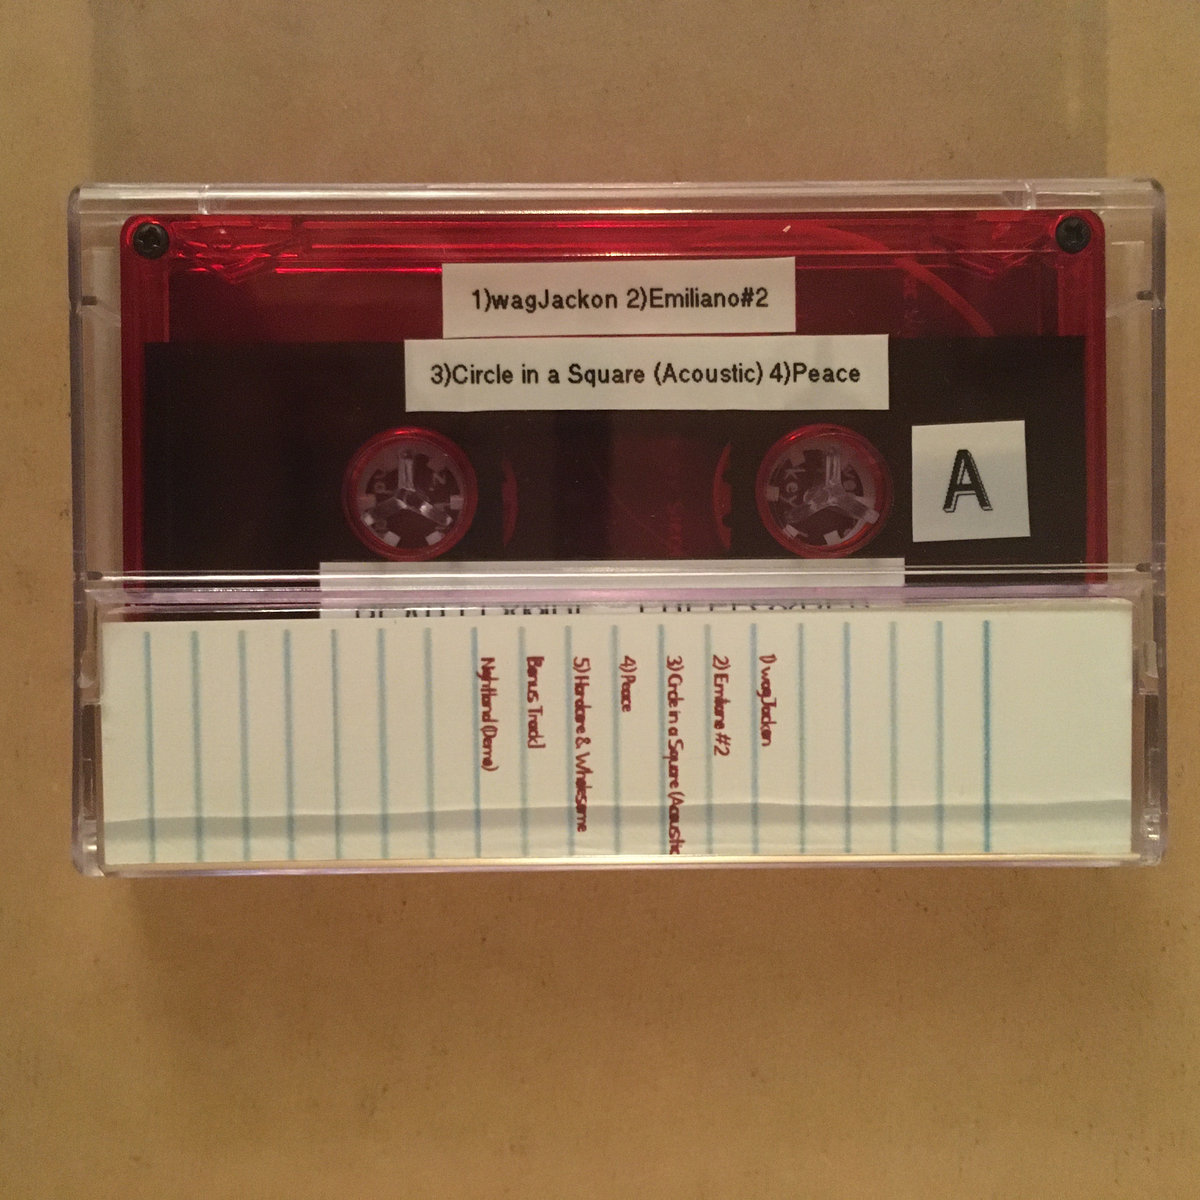 1)wagJackon 2)Emiliano#2
3)Circle in a Square (Acoustic) 4)Peace
A
1) wagJackon
2) Emiliano #2
3) Circle in a Square (Acoustic
4) Peace
5) Hardcore & Wholesome
[Bonus Track]
Nightland (Demo)